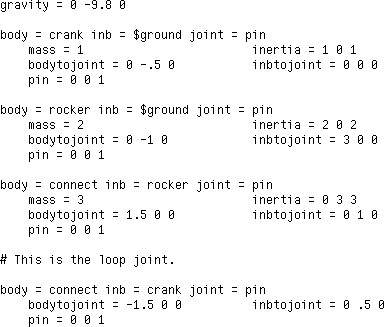 gravity = 0 -9.8 0
body = crank inb = $ground joint = pin
mass = 1 inertia = 1 0 1
bodytojoint = 0 -.5 0 inbtojoint = 0 0 0
pin = 0 0 1
body = rocker inb = $ground joint = pin
mass = 2 inertia = 2 0 2
bodytojoint = 0 -1 0 inbtojoint = 3 0 0
pin = 0 0 1
body = connect inb = rocker joint = pin
mass = 3 inertia = 0 3 3
bodytojoint = 1.5 0 0 inbtojoint = 0 1 0
pin = 0 0 1
# This is the loop joint.
body = connect inb = crank joint = pin
bodytojoint = -1.5 0 0 inbtojoint = 0 .5 0
pin = 0 0 1